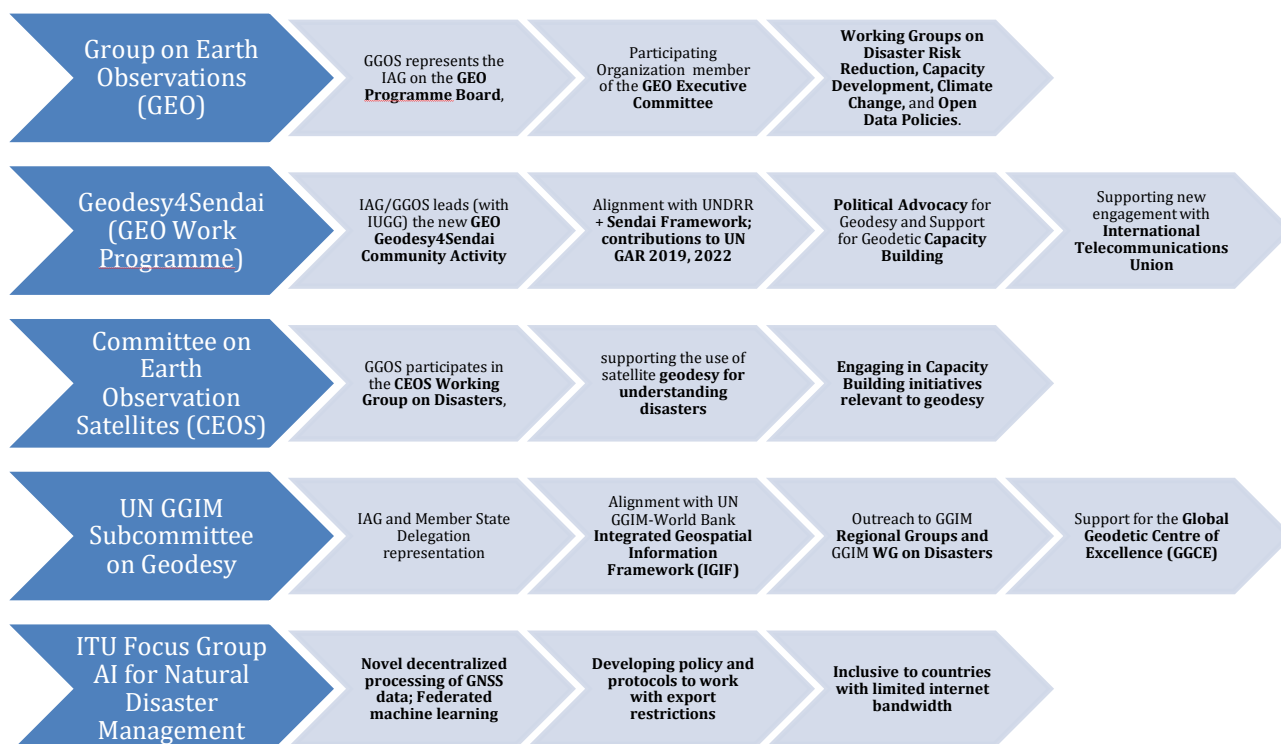 Group on Earth
Observations
(GEO)
GGOS represents the
IAG on the GEO
Programme Board,
Participating
Organization member
of the GEO Executive
Committee
Working Groups on
Disaster Risk
Reduction, Capacity
Development, Climate
Change, and Open
Data Policies.
Geodesy4Sendai
(GEO Work
Programme)
IAG/GGOS leads (with
IUGG) the new GEO
Geodesy4Sendai
Community Activity
Alignment with UNDRR
+ Sendai Framework;
contributions to UN
GAR 2019, 2022
Political Advocacy for
Geodesy and Support
for Geodetic Capacity
Building
Supporting new
engagement with
International
Telecommunications
Union
Committee on
Earth
Observation
Satellites (CEOS)
GGOS participates in
the CEOS Working
Group on Disasters,
supporting the use of
satellite geodesy for
understanding
disasters
Engaging in Capacity
Building initiatives
relevant to geodesy
UN GGIM
Subcommittee
on Geodesy
IAG and Member State
Delegation
representation
Alignment with UN
GGIM-World Bank
Integrated Geospatial
Information
Framework (IGIF)
Outreach to GGIM
Regional Groups and
GGIM WG on Disasters
Support for the Global
Geodetic Centre of
Excellence (GGCE)
ITU Focus Group
AI for Natural
Disaster
Management
Novel decentralized
processing of GNSS
data; Federated
machine learning
Developing policy and
protocols to work
with export
restrictions
Inclusive to countries
with limited internet
bandwidth